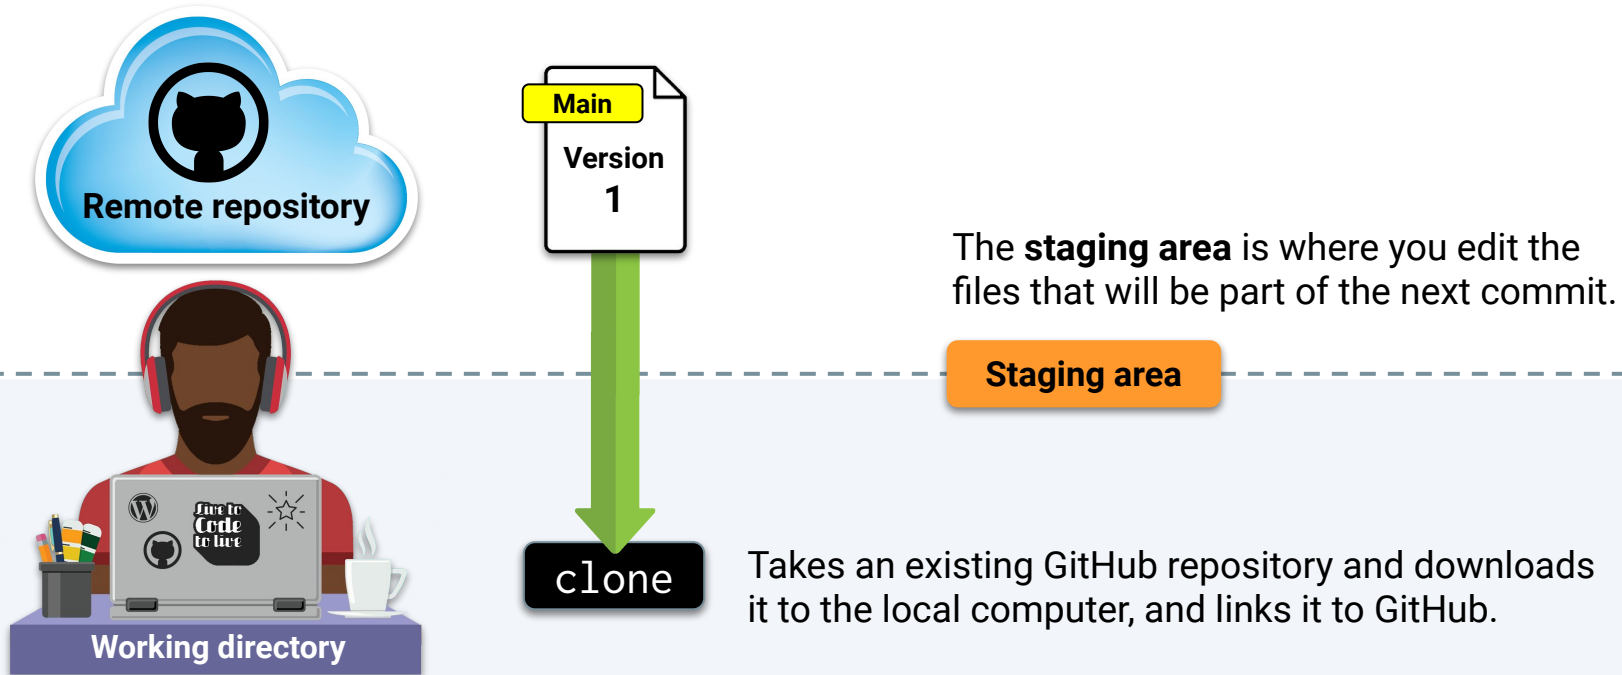 Remote repository
Main
Version
1
The staging area is where you edit the
files that will be part of the next commit.
Staging area
Live to
Code
to live
clone
Takes an existing GitHub repository and downloads
it to the local computer, and links it to GitHub.
Working directory